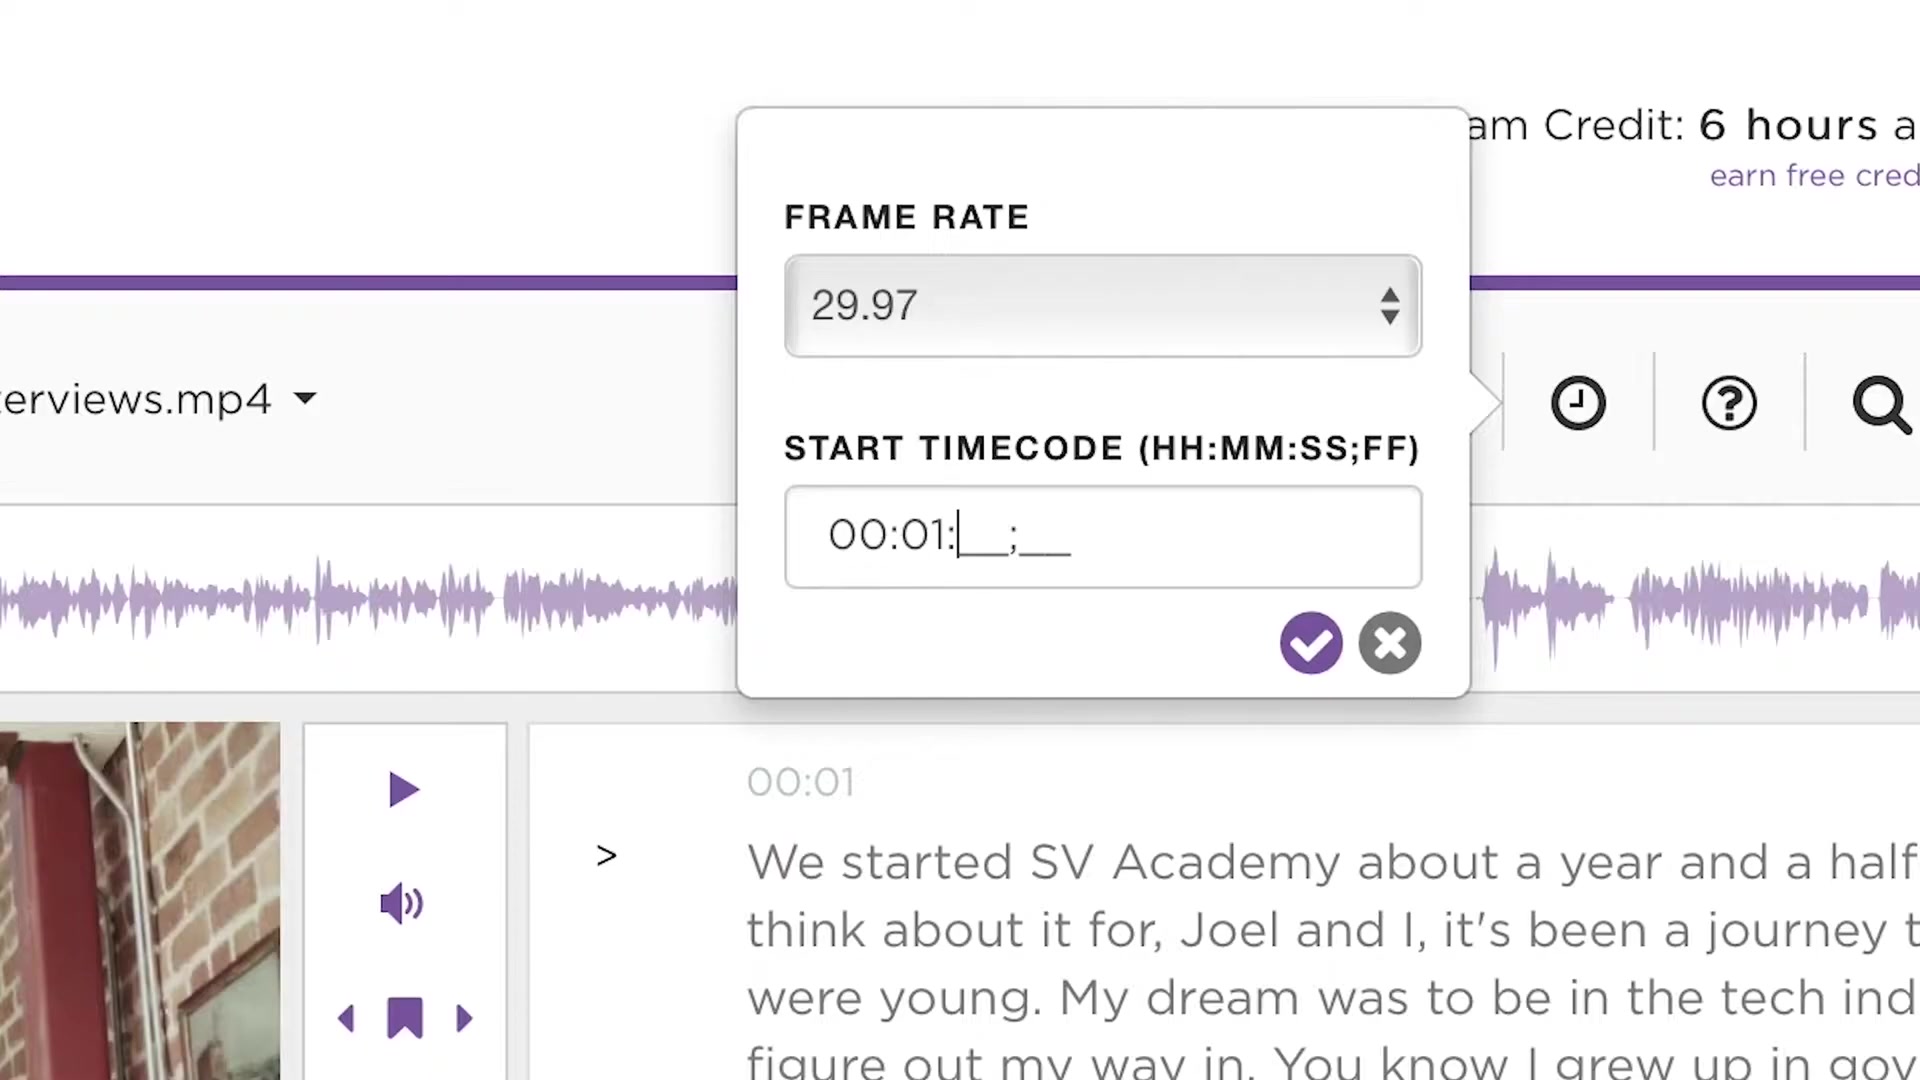 am Credit: 6 hours a
earn free cred
FRAME RATE
29.97
terviews.mp4
START TIMECODE (HH:MM:SS;FF)
00:01:__;__
00:01
> We started SV Academy about a year and a half
think about it for, Joel and I, it's been a journey t
were young. My dream was to be in the tech ind
figure out my way in. You know I grew up in gov